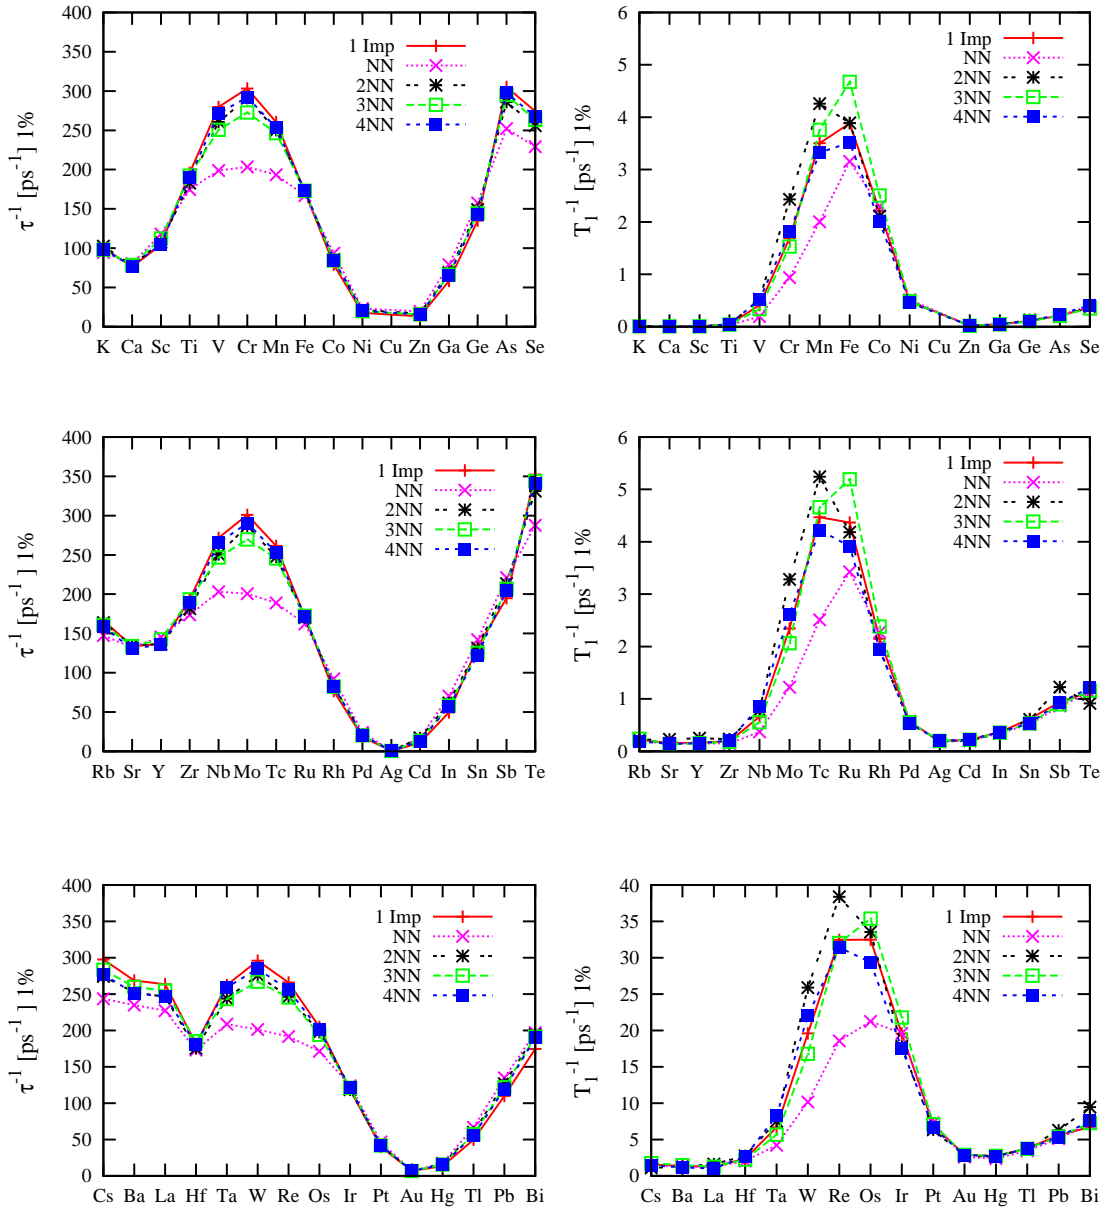 400
350
300
250
200
150
100
50
0
τ⁻¹ [ps⁻¹] 1%
1 Imp
NN
2NN
3NN
4NN
K Ca Sc Ti V Cr Mn Fe Co Ni Cu Zn Ga Ge As Se
6
5
4
3
2
1
0
T₁⁻¹ [ps⁻¹] 1%
1 Imp
NN
2NN
3NN
4NN
K Ca Sc Ti V Cr Mn Fe Co Ni Cu Zn Ga Ge As Se
400
350
300
250
200
150
100
50
0
τ⁻¹ [ps⁻¹] 1%
1 Imp
NN
2NN
3NN
4NN
Rb Sr Y Zr Nb Mo Tc Ru Rh Pd Ag Cd In Sn Sb Te
6
5
4
3
2
1
0
T₁⁻¹ [ps⁻¹] 1%
1 Imp
NN
2NN
3NN
4NN
Rb Sr Y Zr Nb Mo Tc Ru Rh Pd Ag Cd In Sn Sb Te
400
350
300
250
200
150
100
50
0
τ⁻¹ [ps⁻¹] 1%
1 Imp
NN
2NN
3NN
4NN
Cs Ba La Hf Ta W Re Os Ir Pt Au Hg Tl Pb Bi
40
35
30
25
20
15
10
5
0
T₁⁻¹ [ps⁻¹] 1%
1 Imp
NN
2NN
3NN
4NN
Cs Ba La Hf Ta W Re Os Ir Pt Au Hg Tl Pb Bi